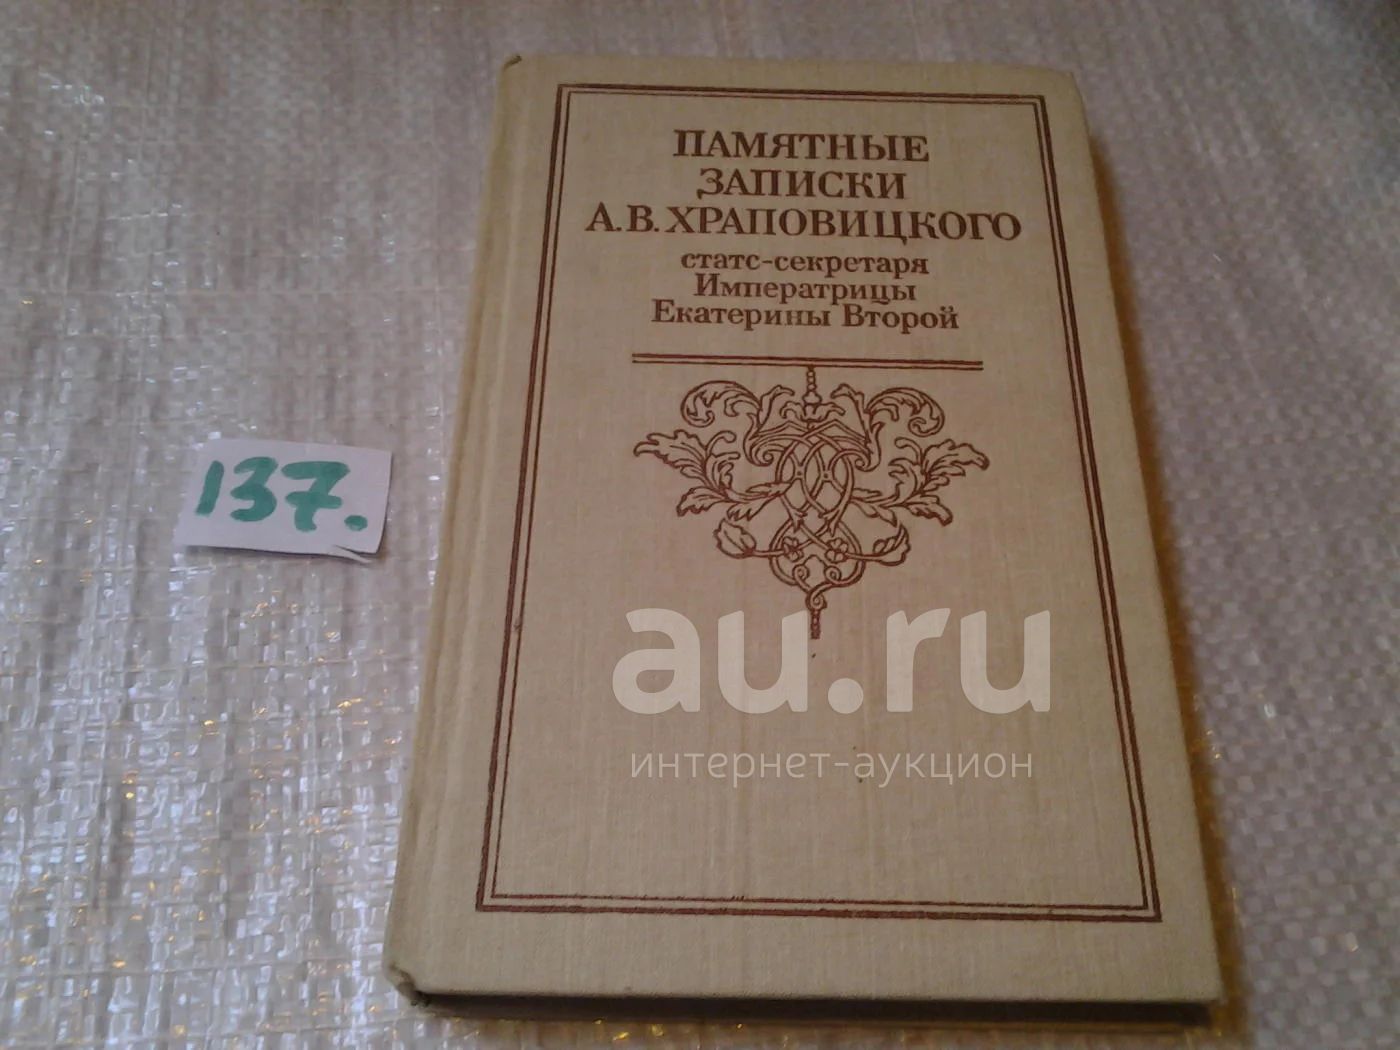 ПАМЯТНЫЕ
ЗАПИСКИ
А.В.ХРАПОВИЦКОГО
статс-секретаря
Императрицы
Екатерины Второй
137.
au.ru
интернет-аукцион